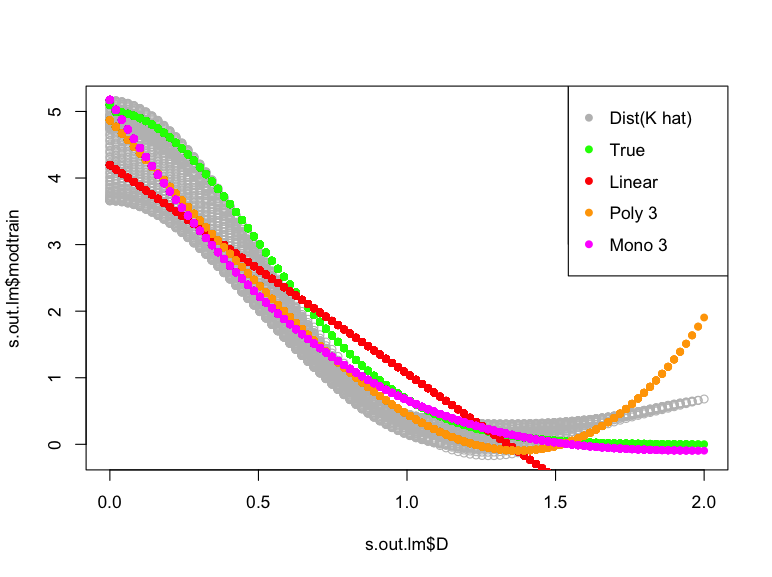 Dist(K hat)
True
Linear
Poly 3
Mono 3
s.out.lm$modtrain
5
4
3
2
1
0
0.0 0.5 1.0 1.5 2.0
s.out.lm$D